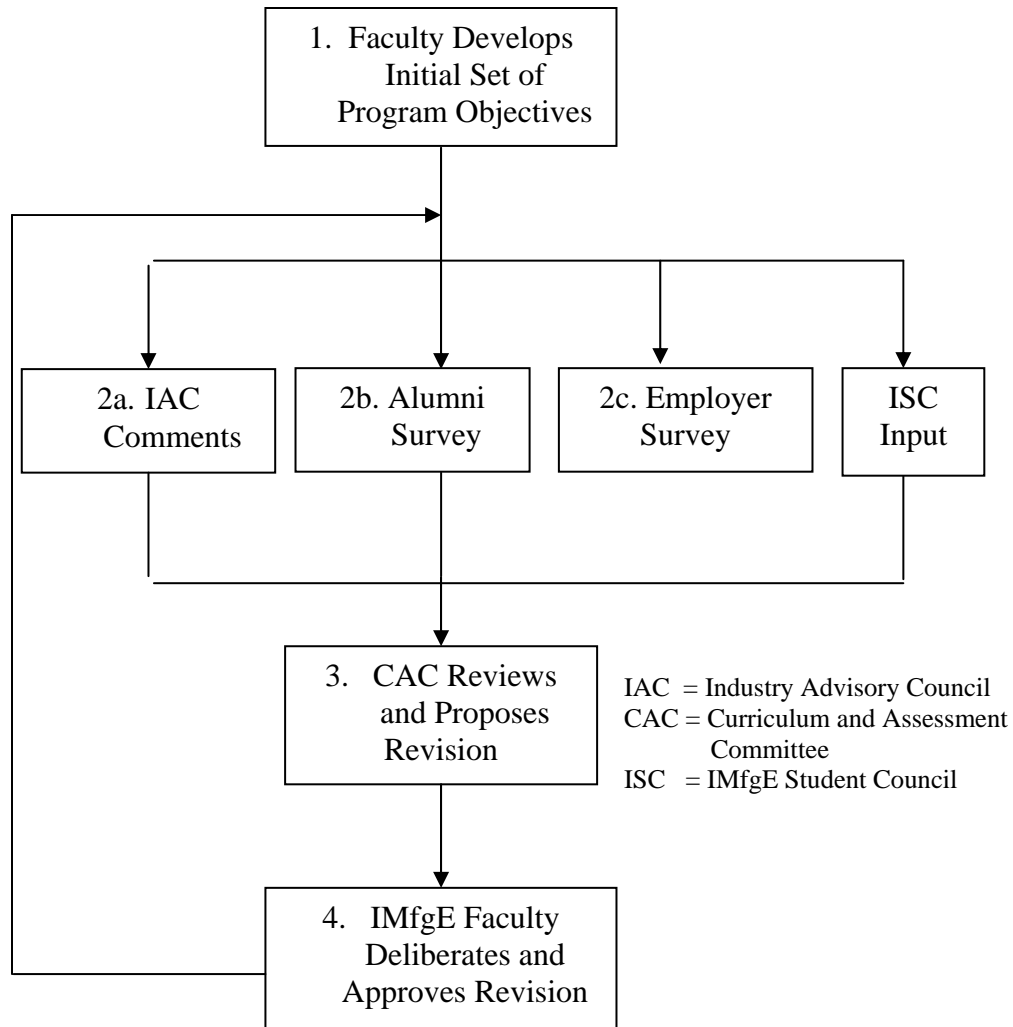 1. Faculty Develops
Initial Set of
Program Objectives
2a. IAC
Comments
2b. Alumni
Survey
2c. Employer
Survey
ISC
Input
3. CAC Reviews
and Proposes
Revision
IAC = Industry Advisory Council
CAC = Curriculum and Assessment
Committee
ISC = IMfgE Student Council
4. IMfgE Faculty
Deliberates and
Approves Revision